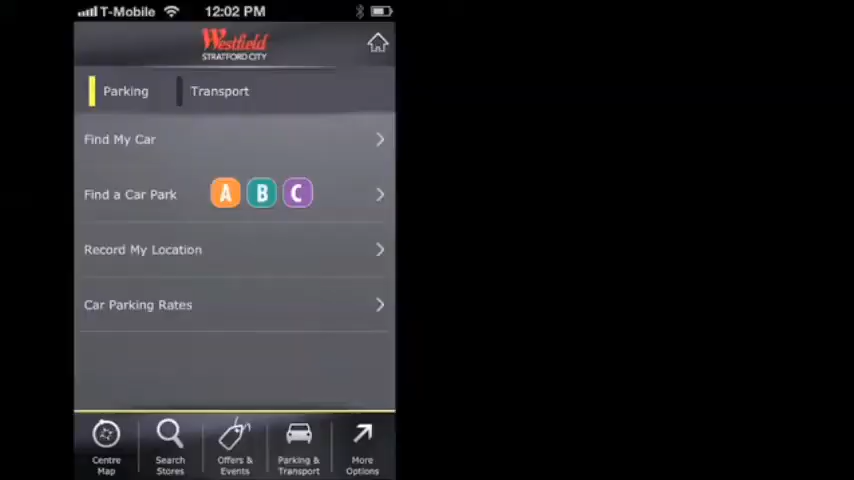 T-Mobile 12:02 PM
Westfield
STRATFORD CITY
Parking Transport
Find My Car
Find a Car Park A B C
Record My Location
Car Parking Rates
Centre Map
Search Stores
Offers & Events
Parking & Transport
More Options